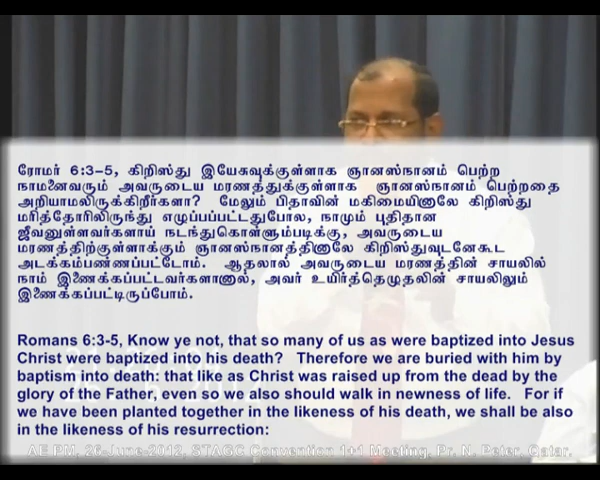 ரோமர் 6:3-5, கிறிஸ்து இயேசுவுக்குள்ளாக ஞானஸ்நானம் பெற்ற
நாமனைவரும் அவருடைய மரணத்துக்குள்ளாக ஞானஸ்நானம் பெற்றதை
அறியாமலிருக்கிறீர்களா? மேலும் பிதாவின் மகிமையினாலே கிறிஸ்து
மரித்தோரிலிருந்து எழுப்பப்பட்டதுபோல, நாமும் புதிதான
ஜீவனுள்ளவர்களாய் நடந்துகொள்ளும்படிக்கு, அவருடைய
மரணத்திற்குள்ளாக்கும் ஞானஸ்நானத்தினாலே கிறிஸ்துவுடனேகூட
அடக்கம்பண்ணப்பட்டோம். ஆதலால் அவருடைய மரணத்தின் சாயலில்
நாம் இணைக்கப்பட்டவர்களானால், அவர் உயிர்த்தெழுதலின் சாயலிலும்
இணைக்கப்பட்டிருப்போம்.
Romans 6:3-5, Know ye not, that so many of us as were baptized into Jesus
Christ were baptized into his death? Therefore we are buried with him by
baptism into death: that like as Christ was raised up from the dead by the
glory of the Father, even so we also should walk in newness of life. For if
we have been planted together in the likeness of his death, we shall be also
in the likeness of his resurrection:
AE PM, 26-June-2012, STAGC Convention 1+1 Meeting, Pr. N. Peter, Qatar.